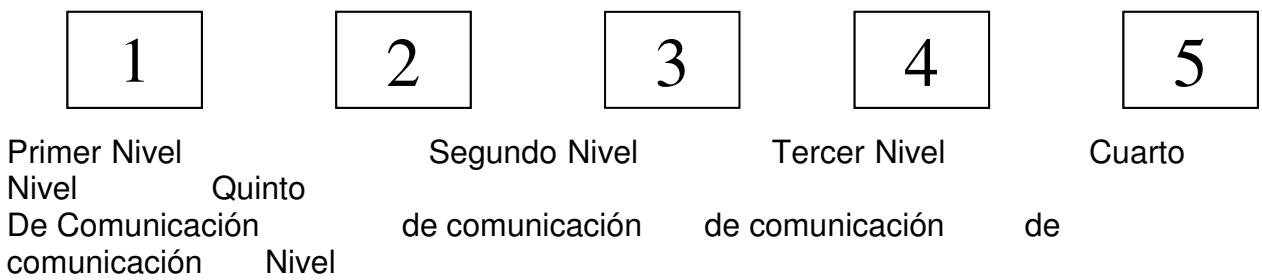 1 2 3 4 5
Primer Nivel Segundo Nivel Tercer Nivel Cuarto
Nivel Quinto
De Comunicación de comunicación de comunicación de
comunicación Nivel